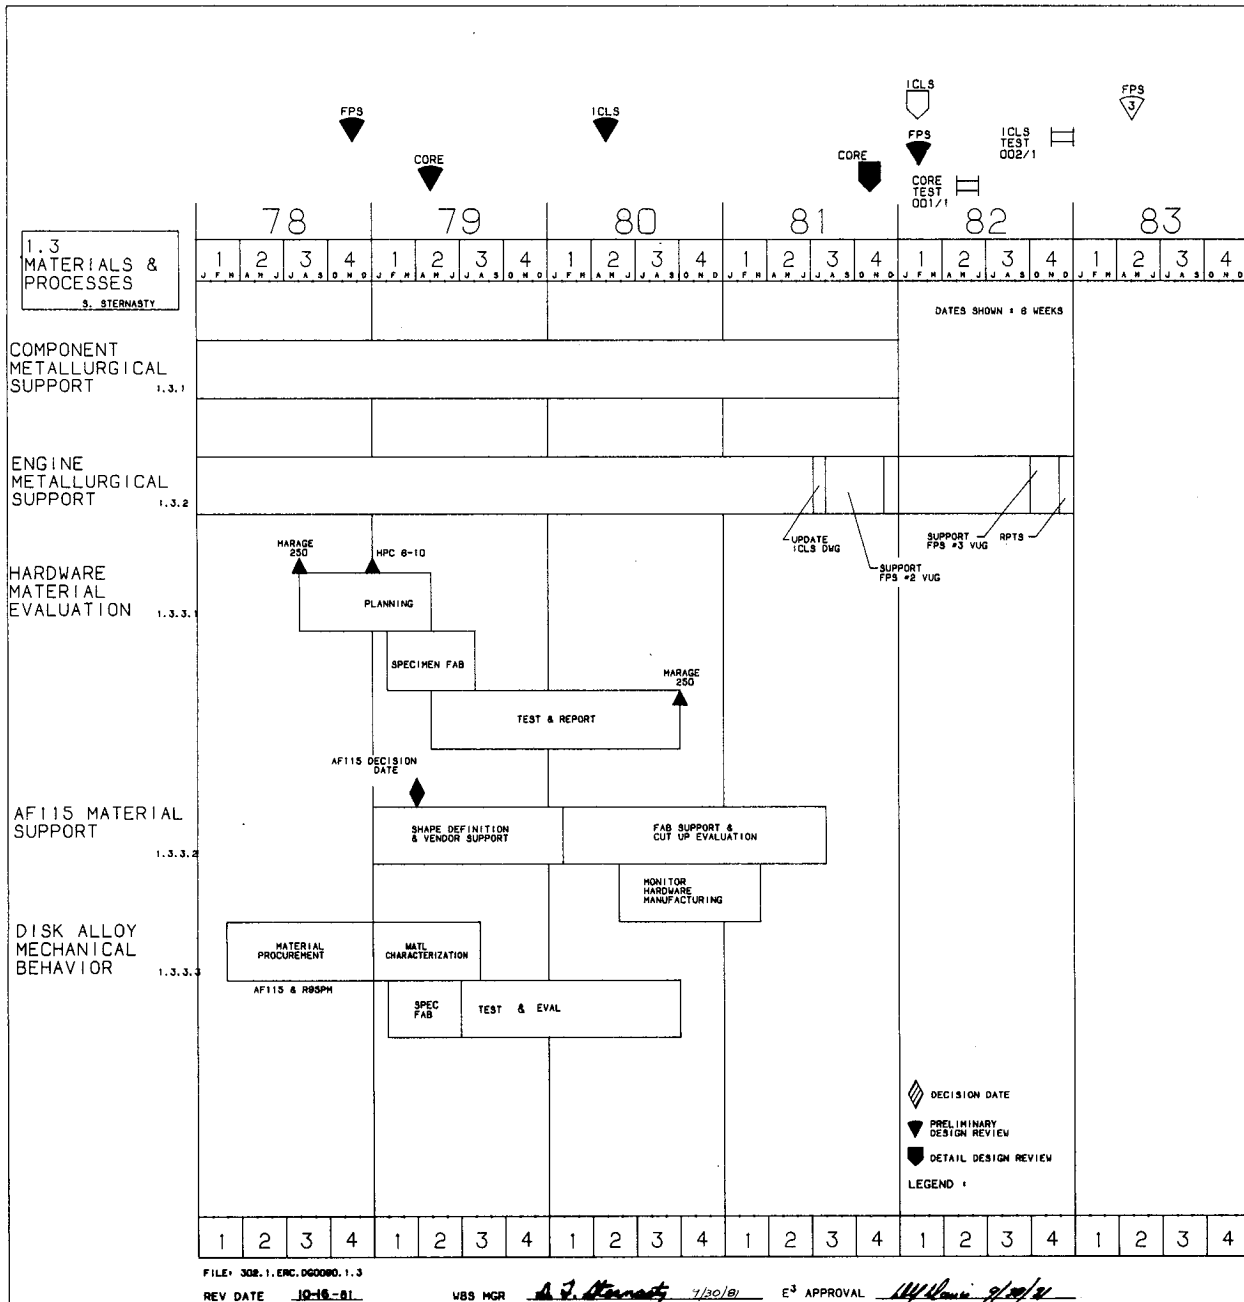 ICLS
FPS
3
FPS
ICLS
ICLS
TEST
002/1
FPS
CORE
CORE
CORE
TEST
001/1
78 79 80 81 82 83
1.3
MATERIALS &
PROCESSES
S. STERNASTY
1 2 3 4 1 2 3 4 1 2 3 4 1 2 3 4 1 2 3 4 1 2 3 4
J F M A M J J A S O N D J F M A M J J A S O N D J F M A M J J A S O N D J F M A M J J A S O N D J F M A M J J A S O N D J F M A M J J A S O N D
DATES SHOWN ± 6 WEEKS
COMPONENT
METALLURGICAL
SUPPORT 1.3.1
ENGINE
METALLURGICAL
SUPPORT 1.3.2
UPDATE
ICLS DWG
SUPPORT
FPS #2 VUG
SUPPORT
FPS #3 VUG
RPTS
MARAGE
250
HPC 6-10
HARDWARE
MATERIAL
EVALUATION 1.3.3.1
PLANNING
SPECIMEN FAB
MARAGE
250
TEST & REPORT
AF115 DECISION
DATE
AF115 MATERIAL
SUPPORT
1.3.3.2
SHAPE DEFINITION
& VENDOR SUPPORT
FAB SUPPORT &
CUT UP EVALUATION
MONITOR
HARDWARE
MANUFACTURING
DISK ALLOY
MECHANICAL
BEHAVIOR 1.3.3.3
MATERIAL
PROCUREMENT
MATL
CHARACTERIZATION
AF115 & R95PM
SPEC
FAB
TEST & EVAL
DECISION DATE
PRELIMINARY
DESIGN REVIEW
DETAIL DESIGN REVIEW
LEGEND :
1 2 3 4 1 2 3 4 1 2 3 4 1 2 3 4 1 2 3 4 1 2 3 4
FILE: 302.1.ERC.DG0080.1.3
REV DATE 10-16-81 WBS MGR 9/30/81 E3 APPROVAL